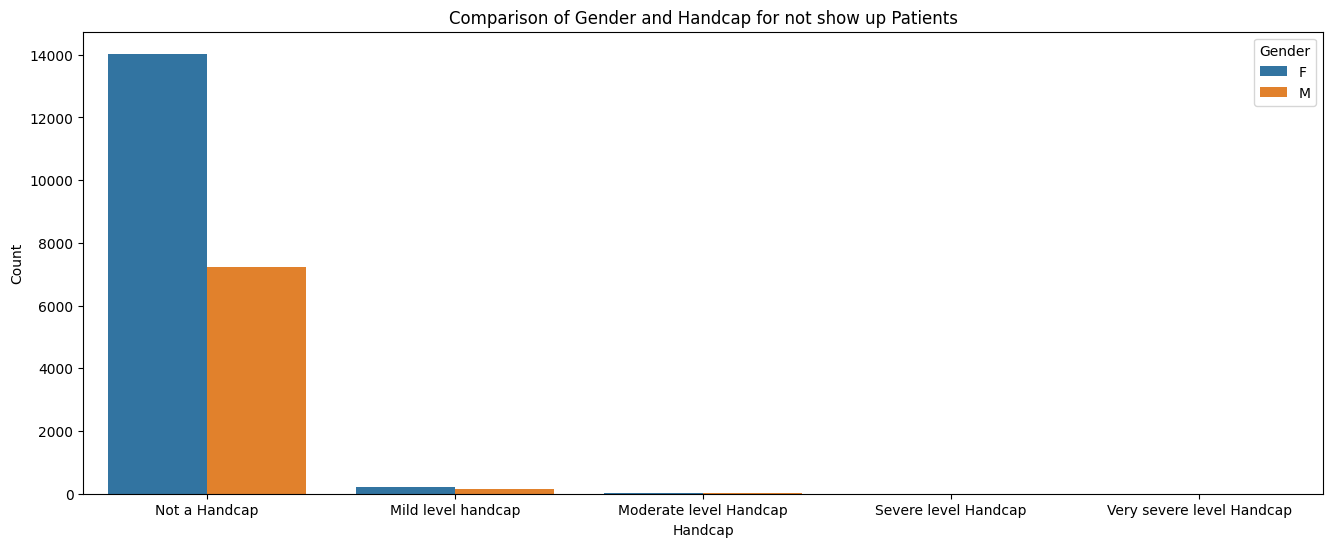 Comparison of Gender and Handcap for not show up Patients
Gender
F
M
14000
12000
10000
8000
6000
4000
2000
0
Count
Not a Handcap
Mild level handcap
Moderate level Handcap
Severe level Handcap
Very severe level Handcap
Handcap